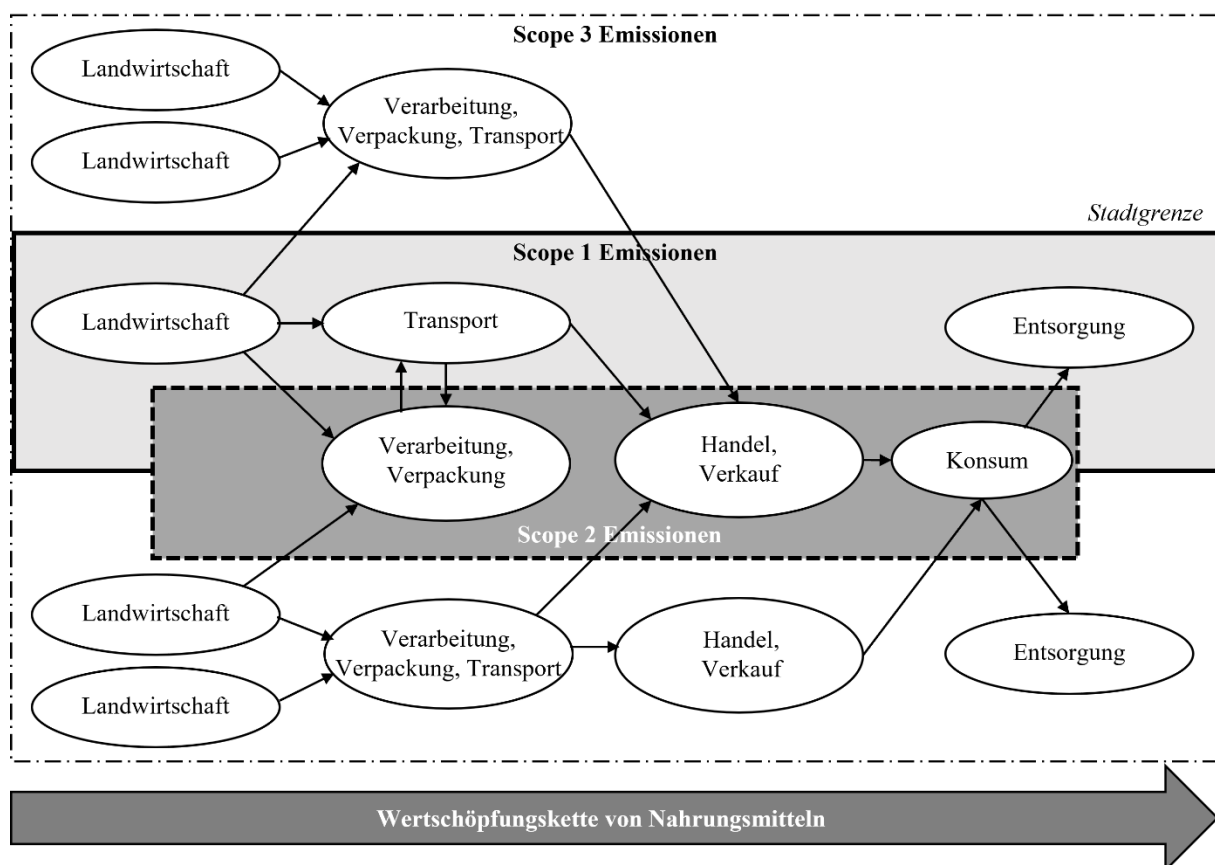 Scope 3 Emissionen
Landwirtschaft
Verarbeitung,
Verpackung, Transport
Landwirtschaft
Stadtgrenze
Scope 1 Emissionen
Landwirtschaft
Transport
Entsorgung
Verarbeitung,
Verpackung
Handel,
Verkauf
Konsum
Scope 2 Emissionen
Landwirtschaft
Verarbeitung,
Verpackung, Transport
Handel,
Verkauf
Entsorgung
Landwirtschaft
Wertschöpfungskette von Nahrungsmitteln